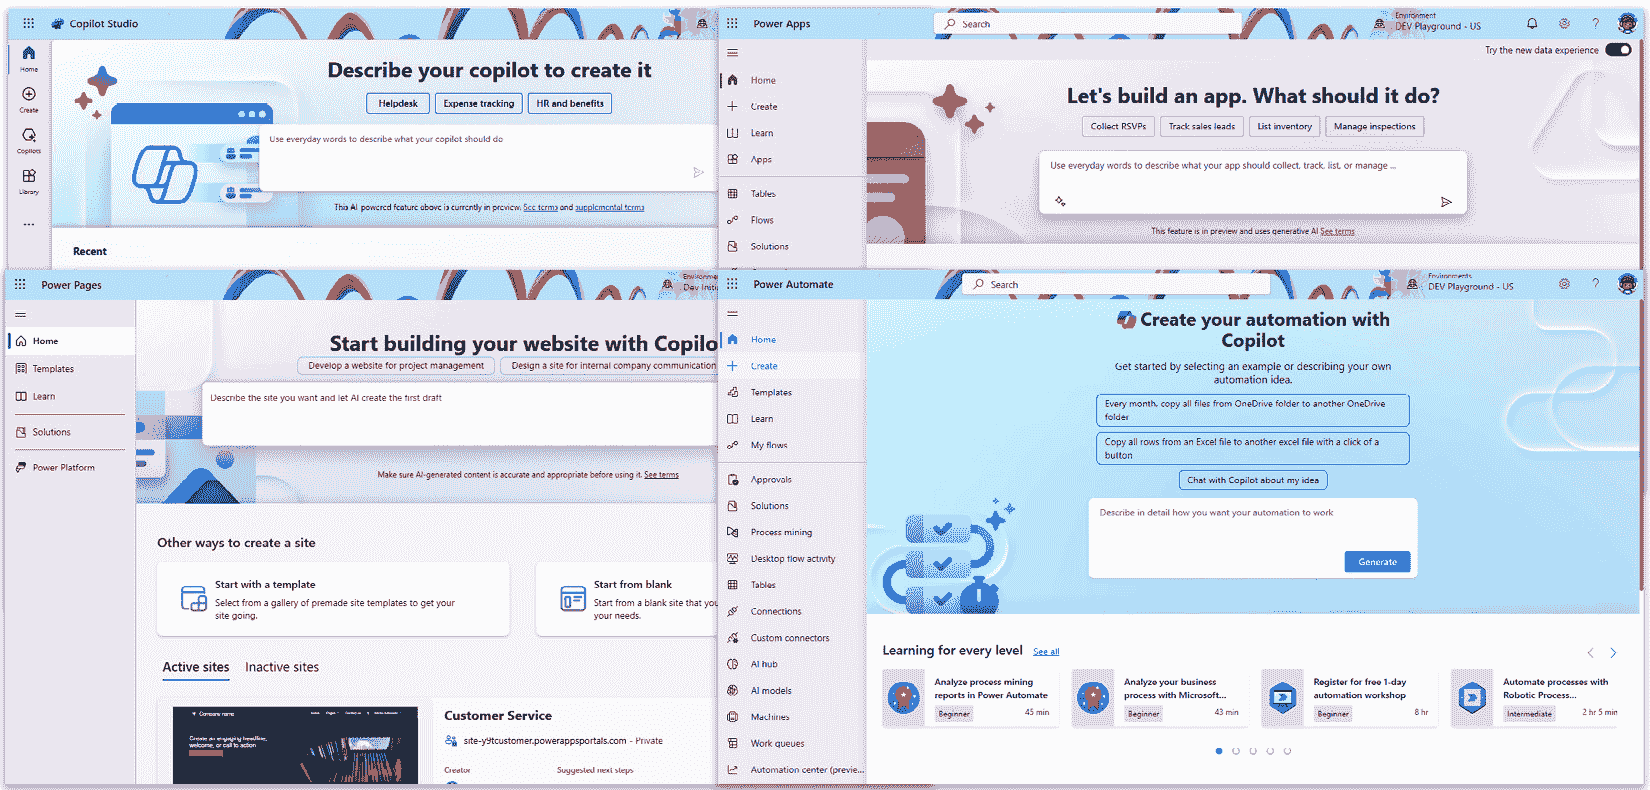 Copilot Studio
Home
Create
Copilots
Library
Describe your copilot to create it
Helpdesk
Expense tracking
HR and benefits
Use everyday words to describe what your copilot should do
This AI powered feature above is currently in preview. See terms and supplemental terms
Recent
Power Apps
Search
Environment
DEV Playground - US
Try the new data experience
Home
Create
Learn
Apps
Tables
Flows
Solutions
Let's build an app. What should it do?
Collect RSVPs
Track sales leads
List inventory
Manage inspections
Use everyday words to describe what your app should collect, track, list, or manage ...
This feature is in preview and uses generative AI See terms
Power Pages
Home
Templates
Learn
Solutions
Power Platform
Start building your website with Copilo
Develop a website for project management
Design a site for internal company communication
Describe the site you want and let AI create the first draft
Make sure AI-generated content is accurate and appropriate before using it. See terms
Other ways to create a site
Start with a template
Select from a gallery of premade site templates to get your
site going.
Start from blank
Start from a blank site that you
your needs.
Active sites
Inactive sites
Company name
Create an engaging headline,
welcome, or call to action
Customer Service
site-y9tcustomer.powerappsportals.com - Private
Creator
Suggested next steps
Power Automate
Search
Environments
DEV Playground - US
Home
Create
Templates
Learn
My flows
Approvals
Solutions
Process mining
Desktop flow activity
Tables
Connections
Custom connectors
AI hub
AI models
Machines
Work queues
Automation center (previe...
Create your automation with
Copilot
Get started by selecting an example or describing your own
automation idea.
Every month, copy all files from OneDrive folder to another OneDrive
folder
Copy all rows from an Excel file to another excel file with a click of a
button
Chat with Copilot about my idea
Describe in detail how you want your automation to work
Generate
Learning for every level
See all
Analyze process mining
reports in Power Automate
Beginner
45 min
Analyze your business
process with Microsoft...
Beginner
43 min
Register for free 1-day
automation workshop
Beginner
8 hr
Automate processes with
Robotic Process...
Intermediate
2 hr 5 min